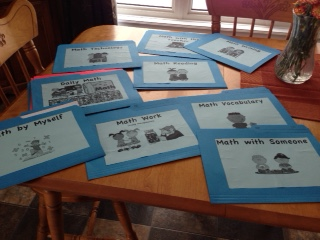 Math Technology
Math Reading
Daily Math
Math by Myself
Math Work
Math Vocabulary
Math with Someone